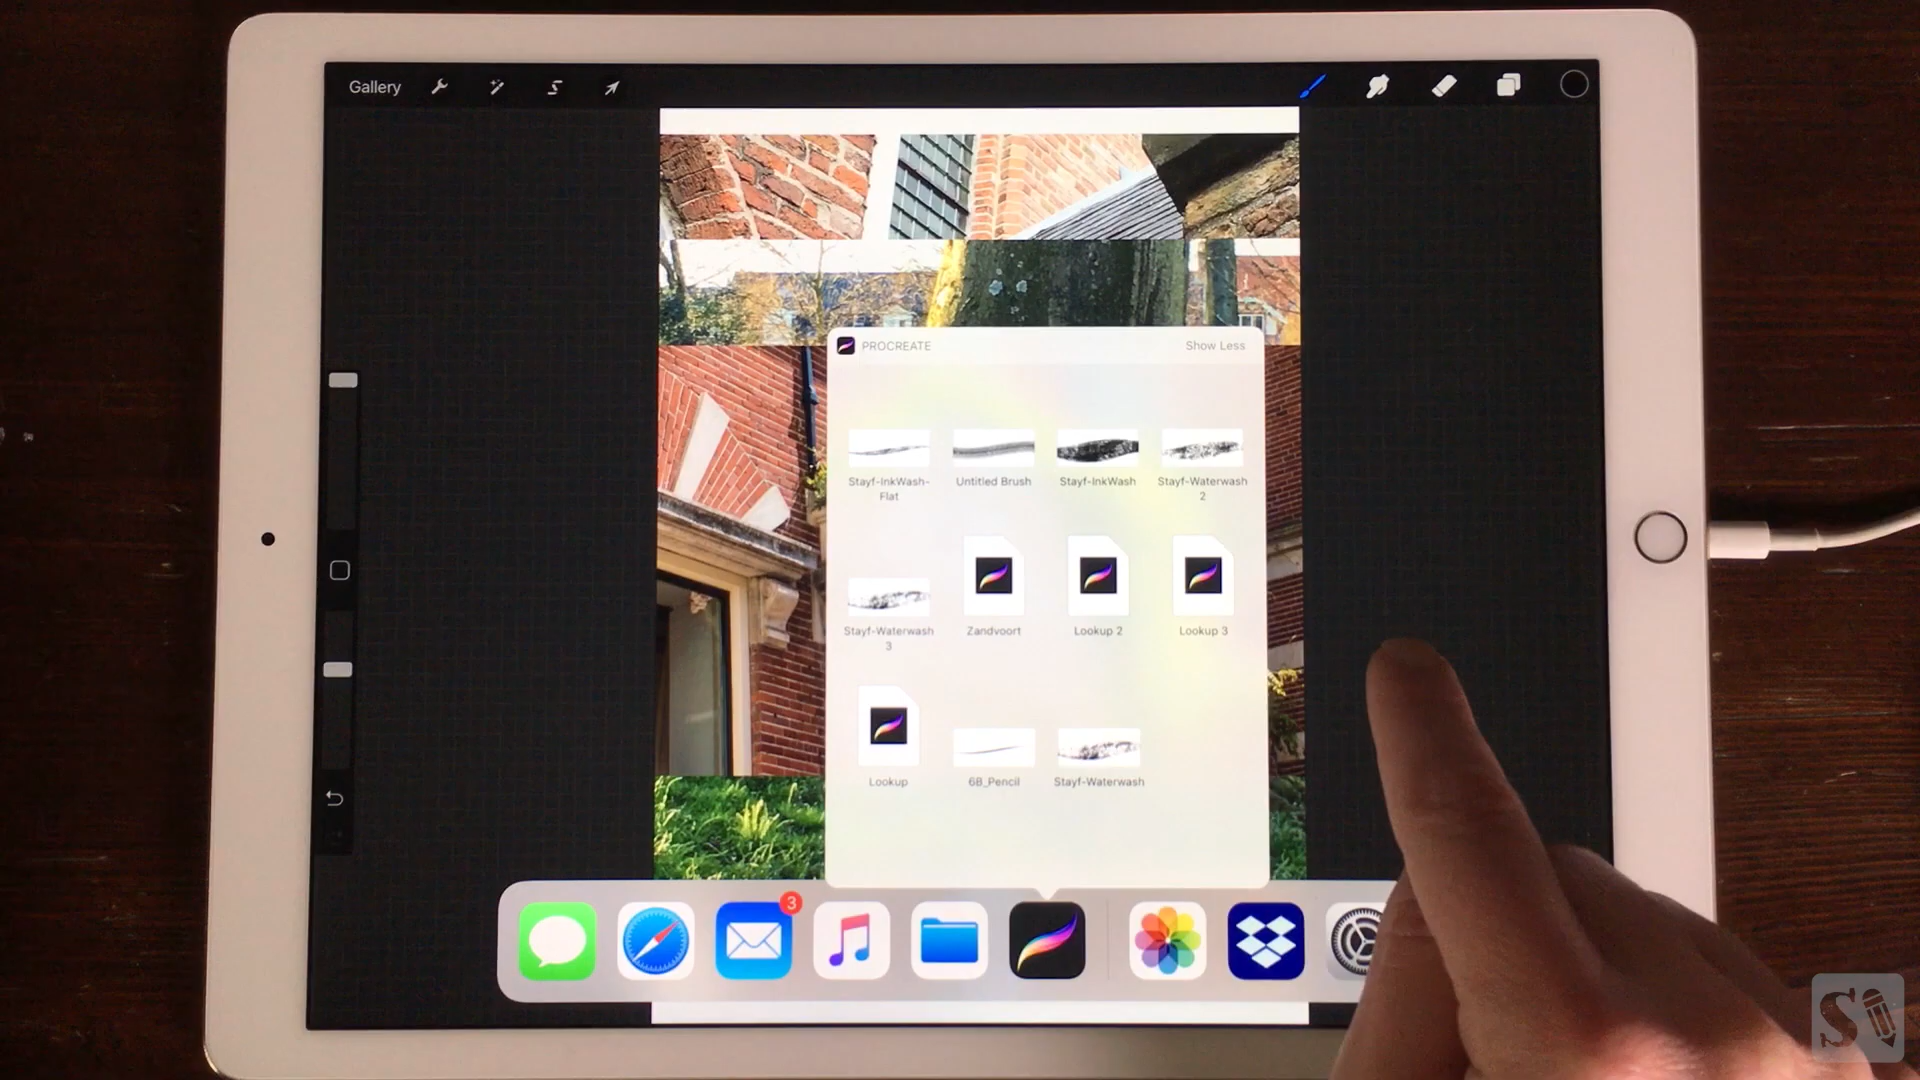 Gallery
PROCREATE
Show Less
Stayf-InkWash-
Flat
Untitled Brush
Stayf-InkWash
Stayf-Waterwash
2
Stayf-Waterwash
3
Zandvoort
Lookup 2
Lookup 3
Lookup
6B_Pencil
Stayf-Waterwash
3
S